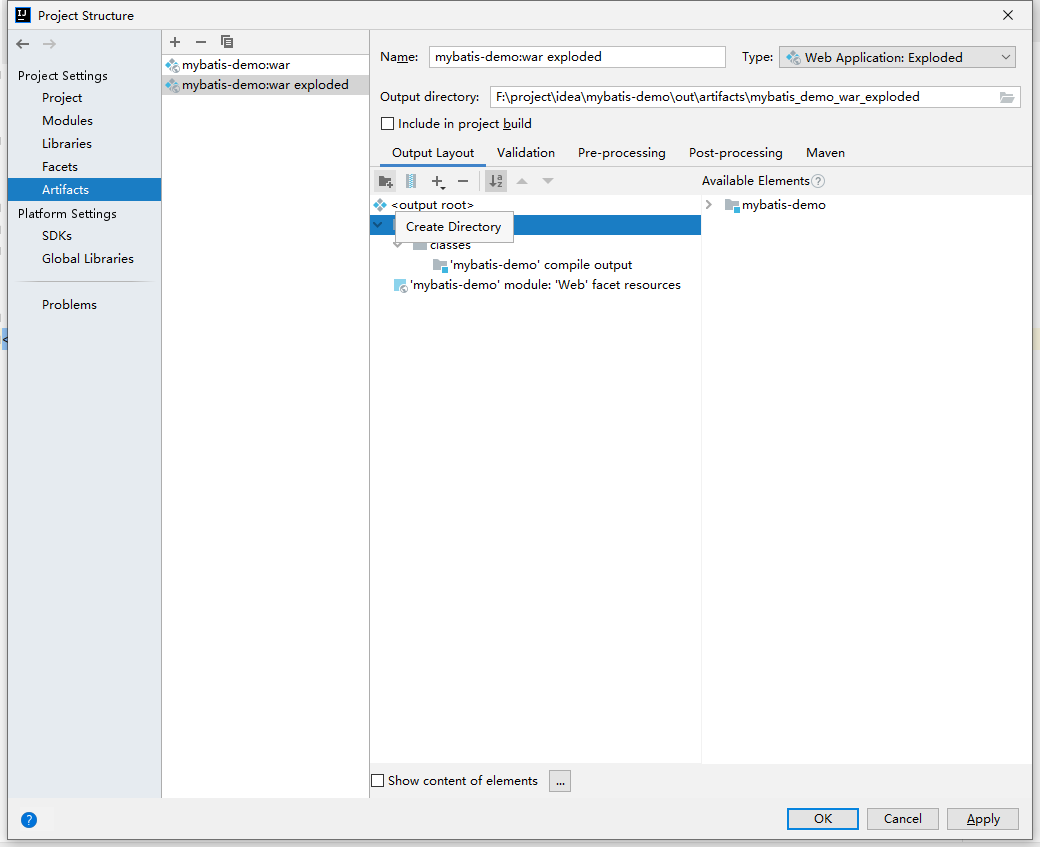 Project Structure
Project Settings
Project
Modules
Libraries
Facets
Artifacts
Platform Settings
SDKs
Global Libraries
Problems
mybatis-demo:war
mybatis-demo:war exploded
Name: mybatis-demo:war exploded
Type: Web Application: Exploded
Output directory: F:\project\idea\mybatis-demo\out\artifacts\mybatis_demo_war_exploded
Include in project build
Output Layout Validation Pre-processing Post-processing Maven
Available Elements
<output root>
Create Directory
classes
'mybatis-demo' compile output
'mybatis-demo' module: 'Web' facet resources
mybatis-demo
Show content of elements ...
OK Cancel Apply